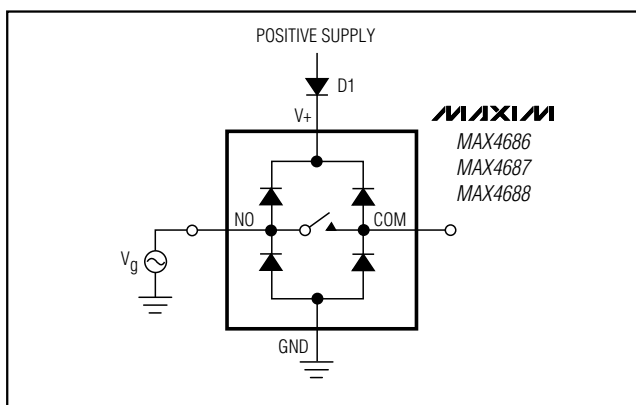 POSITIVE SUPPLY
D1
V+
MAXIM
MAX4686
MAX4687
MAX4688
NO
COM
Vg
GND